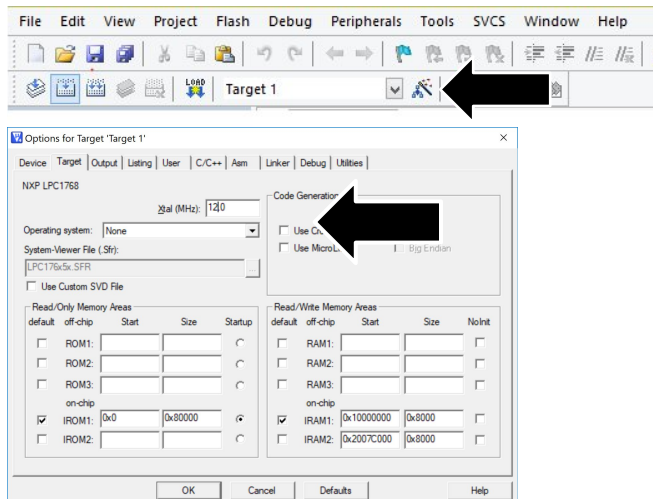 File Edit View Project Flash Debug Peripherals Tools SVCS Window Help
LOAD Target 1
Options for Target 'Target 1'
Device Target Output Listing User C/C++ Asm Linker Debug Utilities
NXP LPC1768
Xtal (MHz): 12.0
Operating system: None
System-Viewer File (.Sfr):
LPC176x5x.SFR
...
Use Custom SVD File
Code Generation
Use
Use
Big Endian
Read/Only Memory Areas
default off-chip Start Size Startup
ROM1:
ROM2:
ROM3:
on-chip
IROM1: 0x0 0x80000
IROM2:
Read/Write Memory Areas
default off-chip Start Size NoInit
RAM1:
RAM2:
RAM3:
on-chip
IRAM1: 0x10000000 0x8000
IRAM2: 0x2007C000 0x8000
OK Cancel Defaults Help